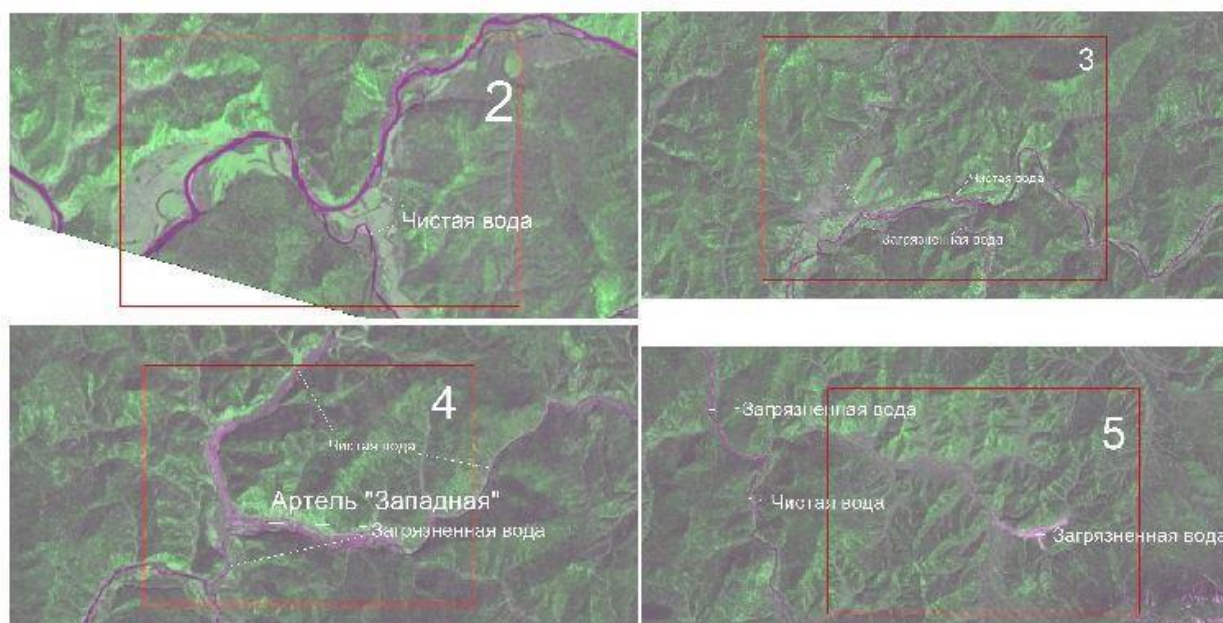 2
Чистая вода
3
Чистая вода
Загрязненная вода
4
Чистая вода
Артель "Западная"
Загрязненная вода
5
Загрязненная вода
Чистая вода
Загрязненная вода